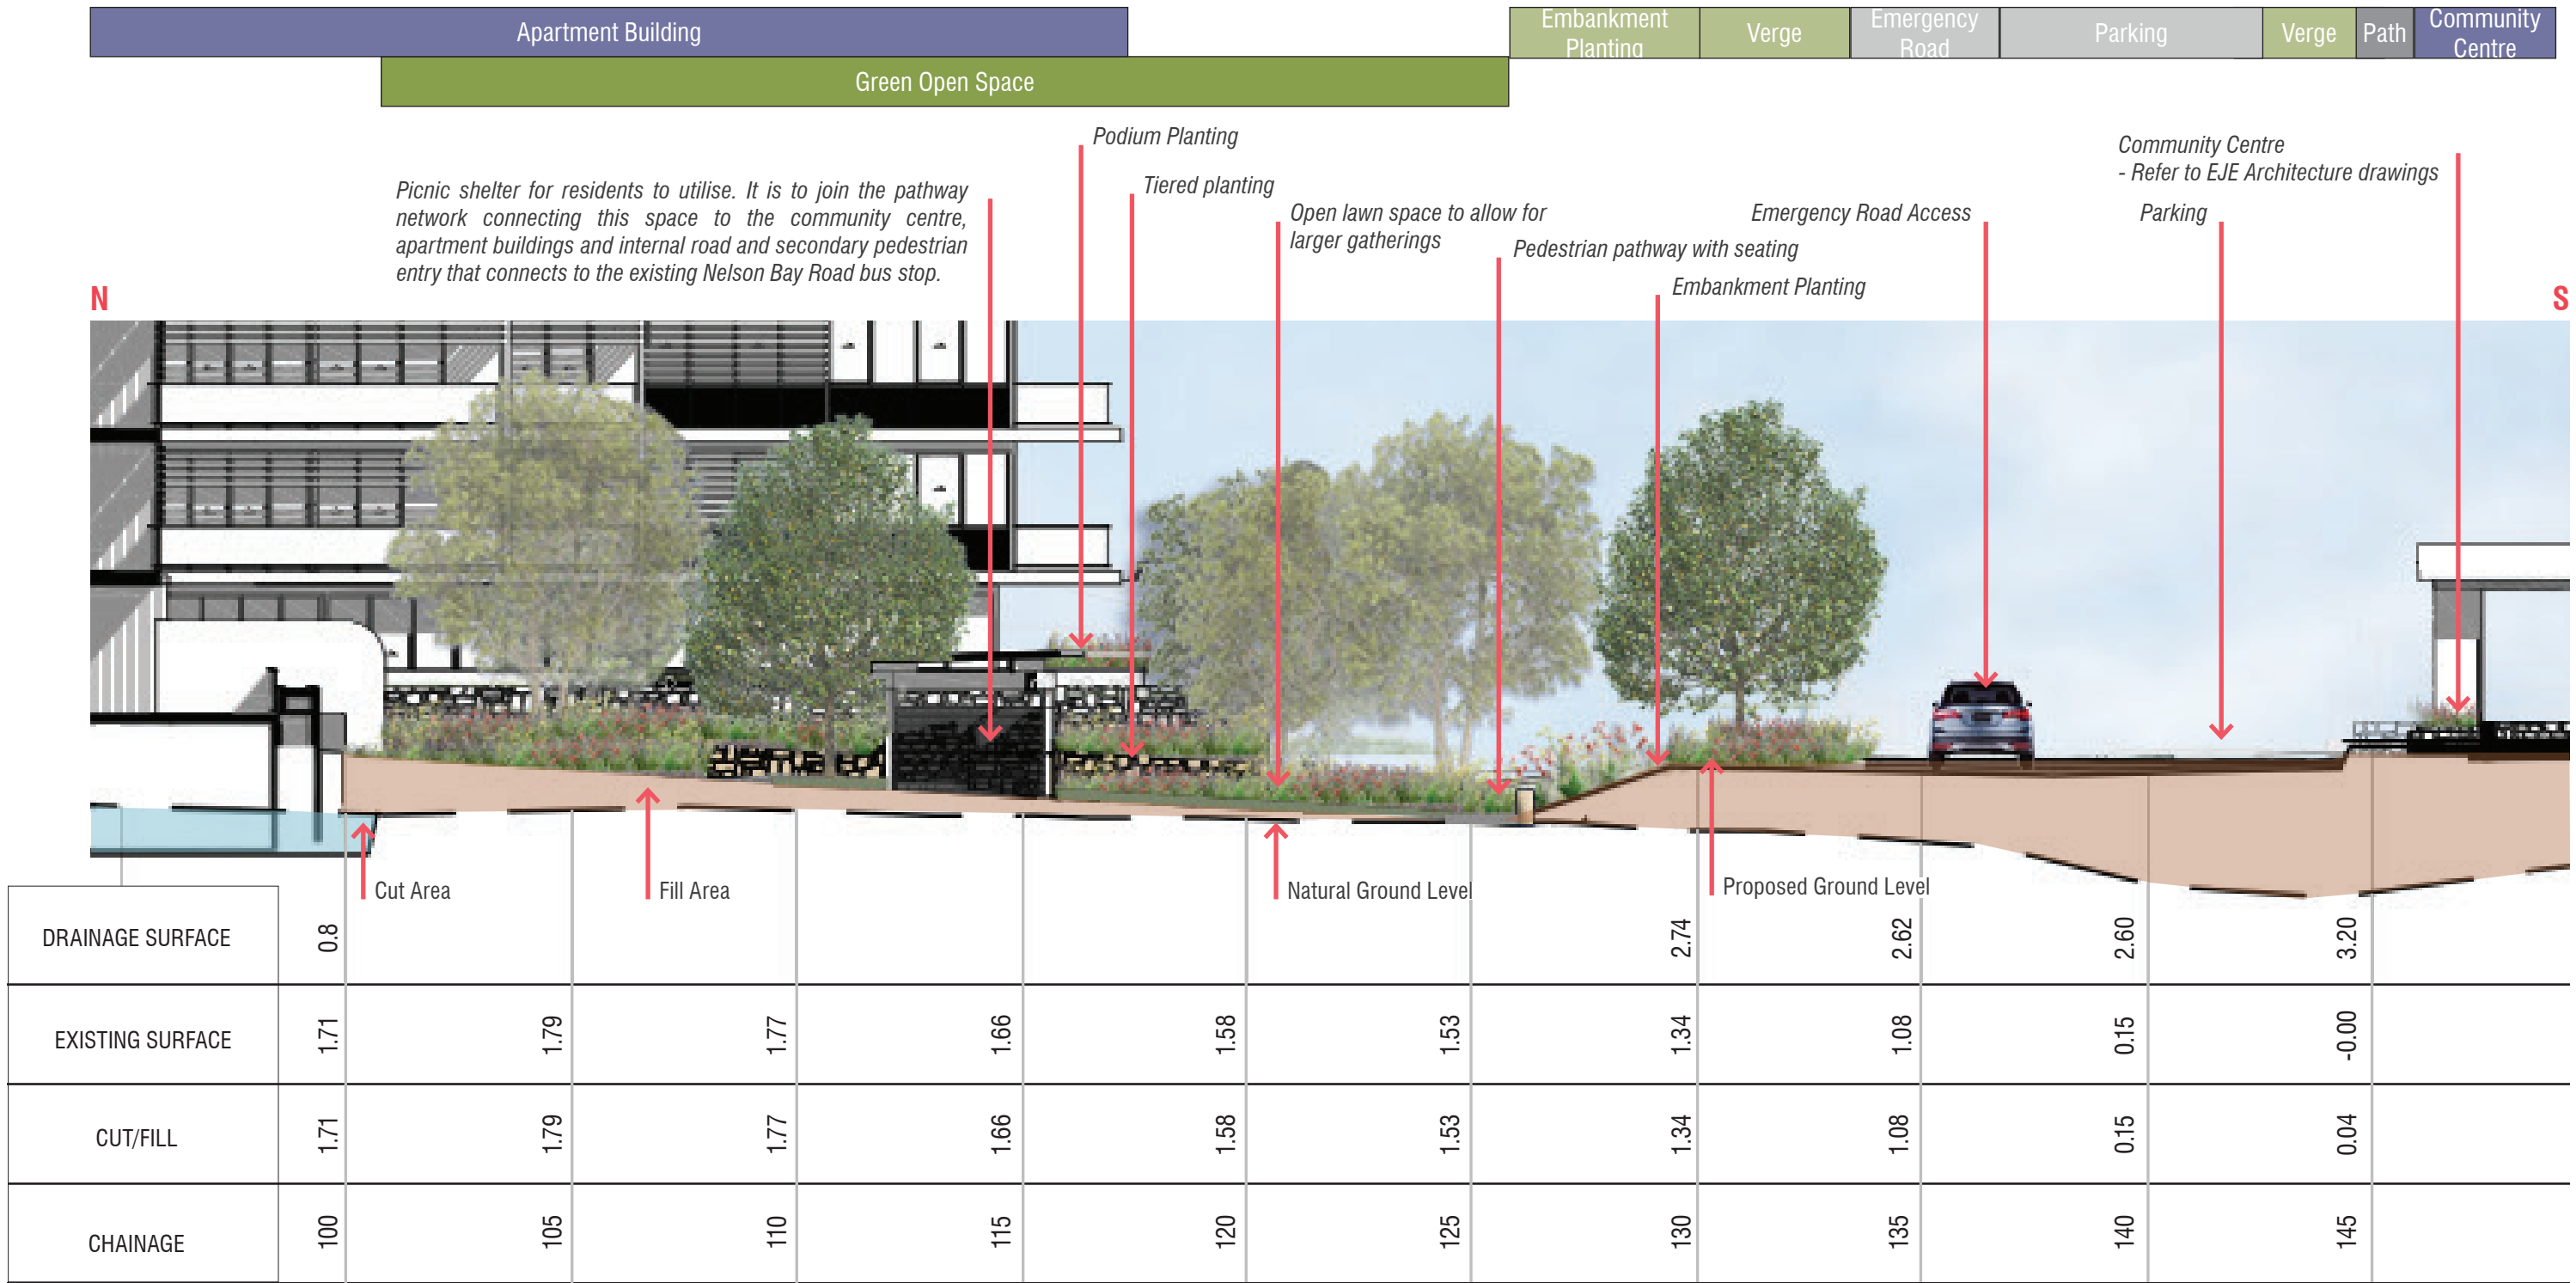 Apartment Building
Embankment
Planting
Verge
Emergency
Road
Parking
Verge
Path
Community
Centre
Green Open Space
Podium Planting
Picnic shelter for residents to utilise. It is to join the pathway
network connecting this space to the community centre,
apartment buildings and internal road and secondary pedestrian
entry that connects to the existing Nelson Bay Road bus stop.
Tiered planting
Open lawn space to allow for
larger gatherings
Pedestrian pathway with seating
Embankment Planting
Emergency Road Access
Community Centre
- Refer to EJE Architecture drawings
Parking
N
S
Cut Area
Fill Area
Natural Ground Level
Proposed Ground Level
DRAINAGE SURFACE 0.8 2.74 2.62 2.60 3.20
EXISTING SURFACE 1.71 1.79 1.77 1.66 1.58 1.53 1.34 1.08 0.15 -0.00
CUT/FILL 1.71 1.79 1.77 1.66 1.58 1.53 1.34 1.08 0.15 0.04
CHAINAGE 100 105 110 115 120 125 130 135 140 145